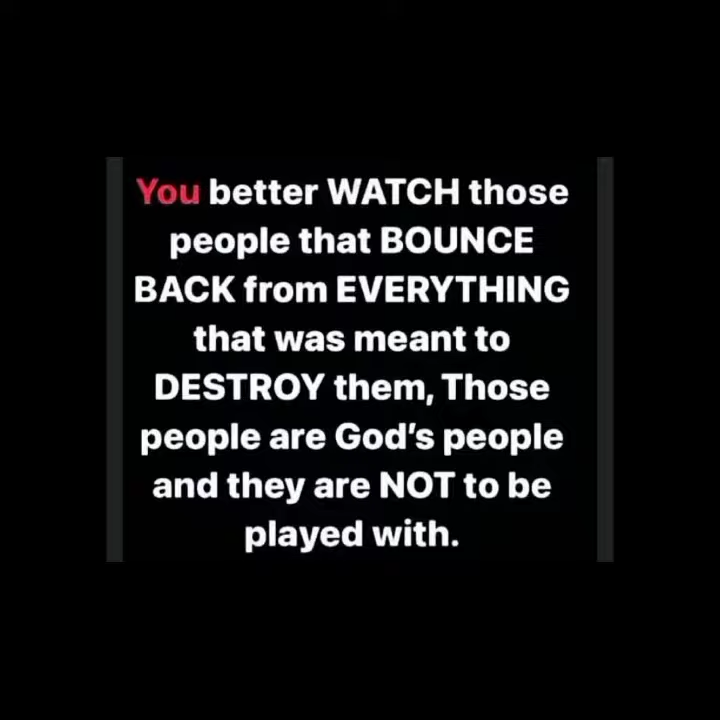 You better WATCH those
people that BOUNCE
BACK from EVERYTHING
that was meant to
DESTROY them, Those
people are God's people
and they are NOT to be
played with.